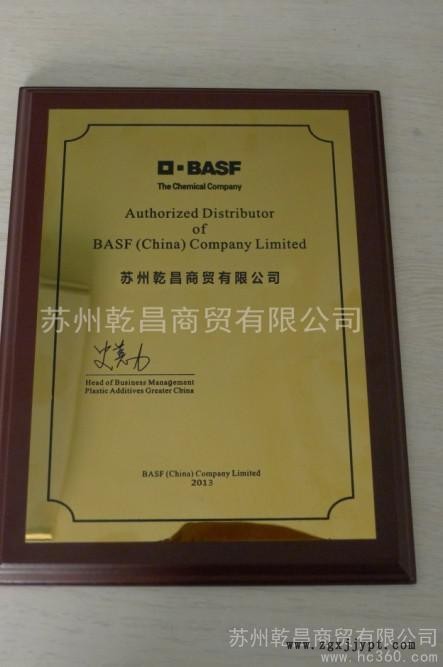 BASF
The Chemical Company
Authorized Distributor
of
BASF (China) Company Limited
苏州乾昌商贸有限公司
苏州乾昌商贸有限公司
史美力
Head of Business Management
Plastic Additives Greater China
BASF (China) Company Limited
2013
www.zgxjjypt.com
苏州乾昌商贸有限公司
www.hc360.com